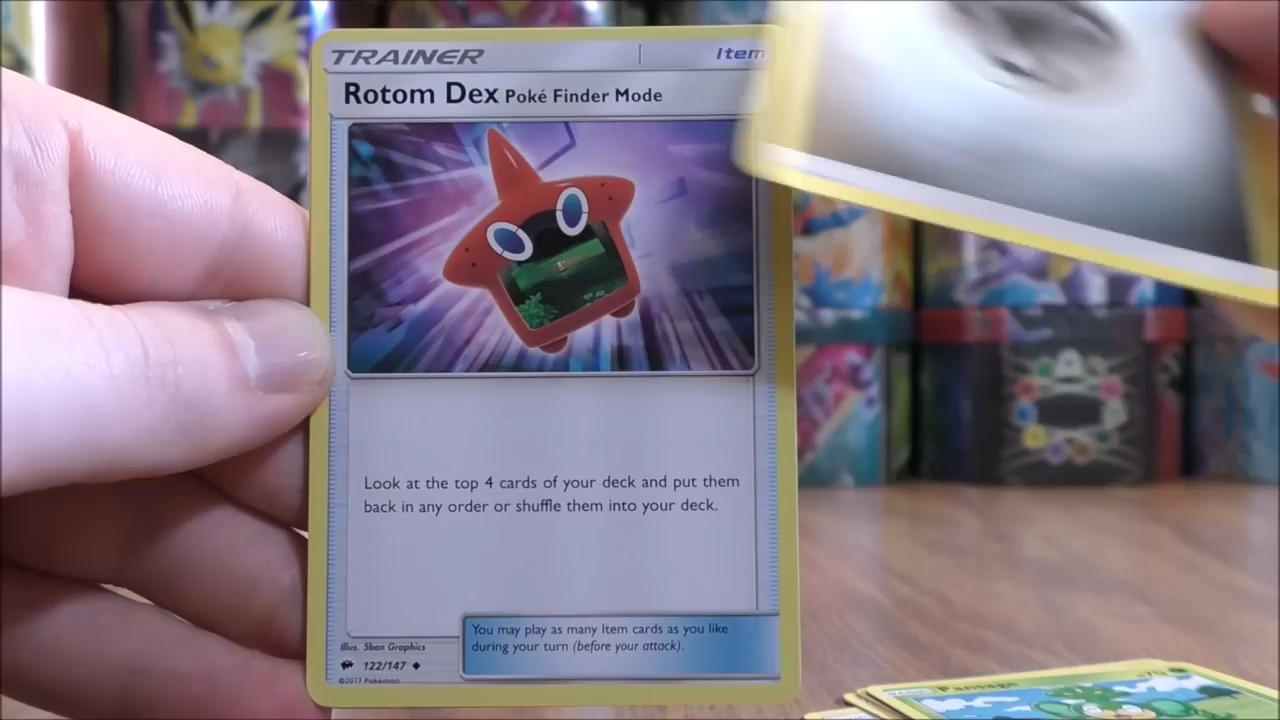 TRAINER Item
Rotom Dex Poké Finder Mode
Look at the top 4 cards of your deck and put them
back in any order or shuffle them into your deck.
You may play as many Item cards as you like
during your turn (before your attack).
Illus. 5ban Graphics
122/147
©2017 Pokémon
BASIC Pansage